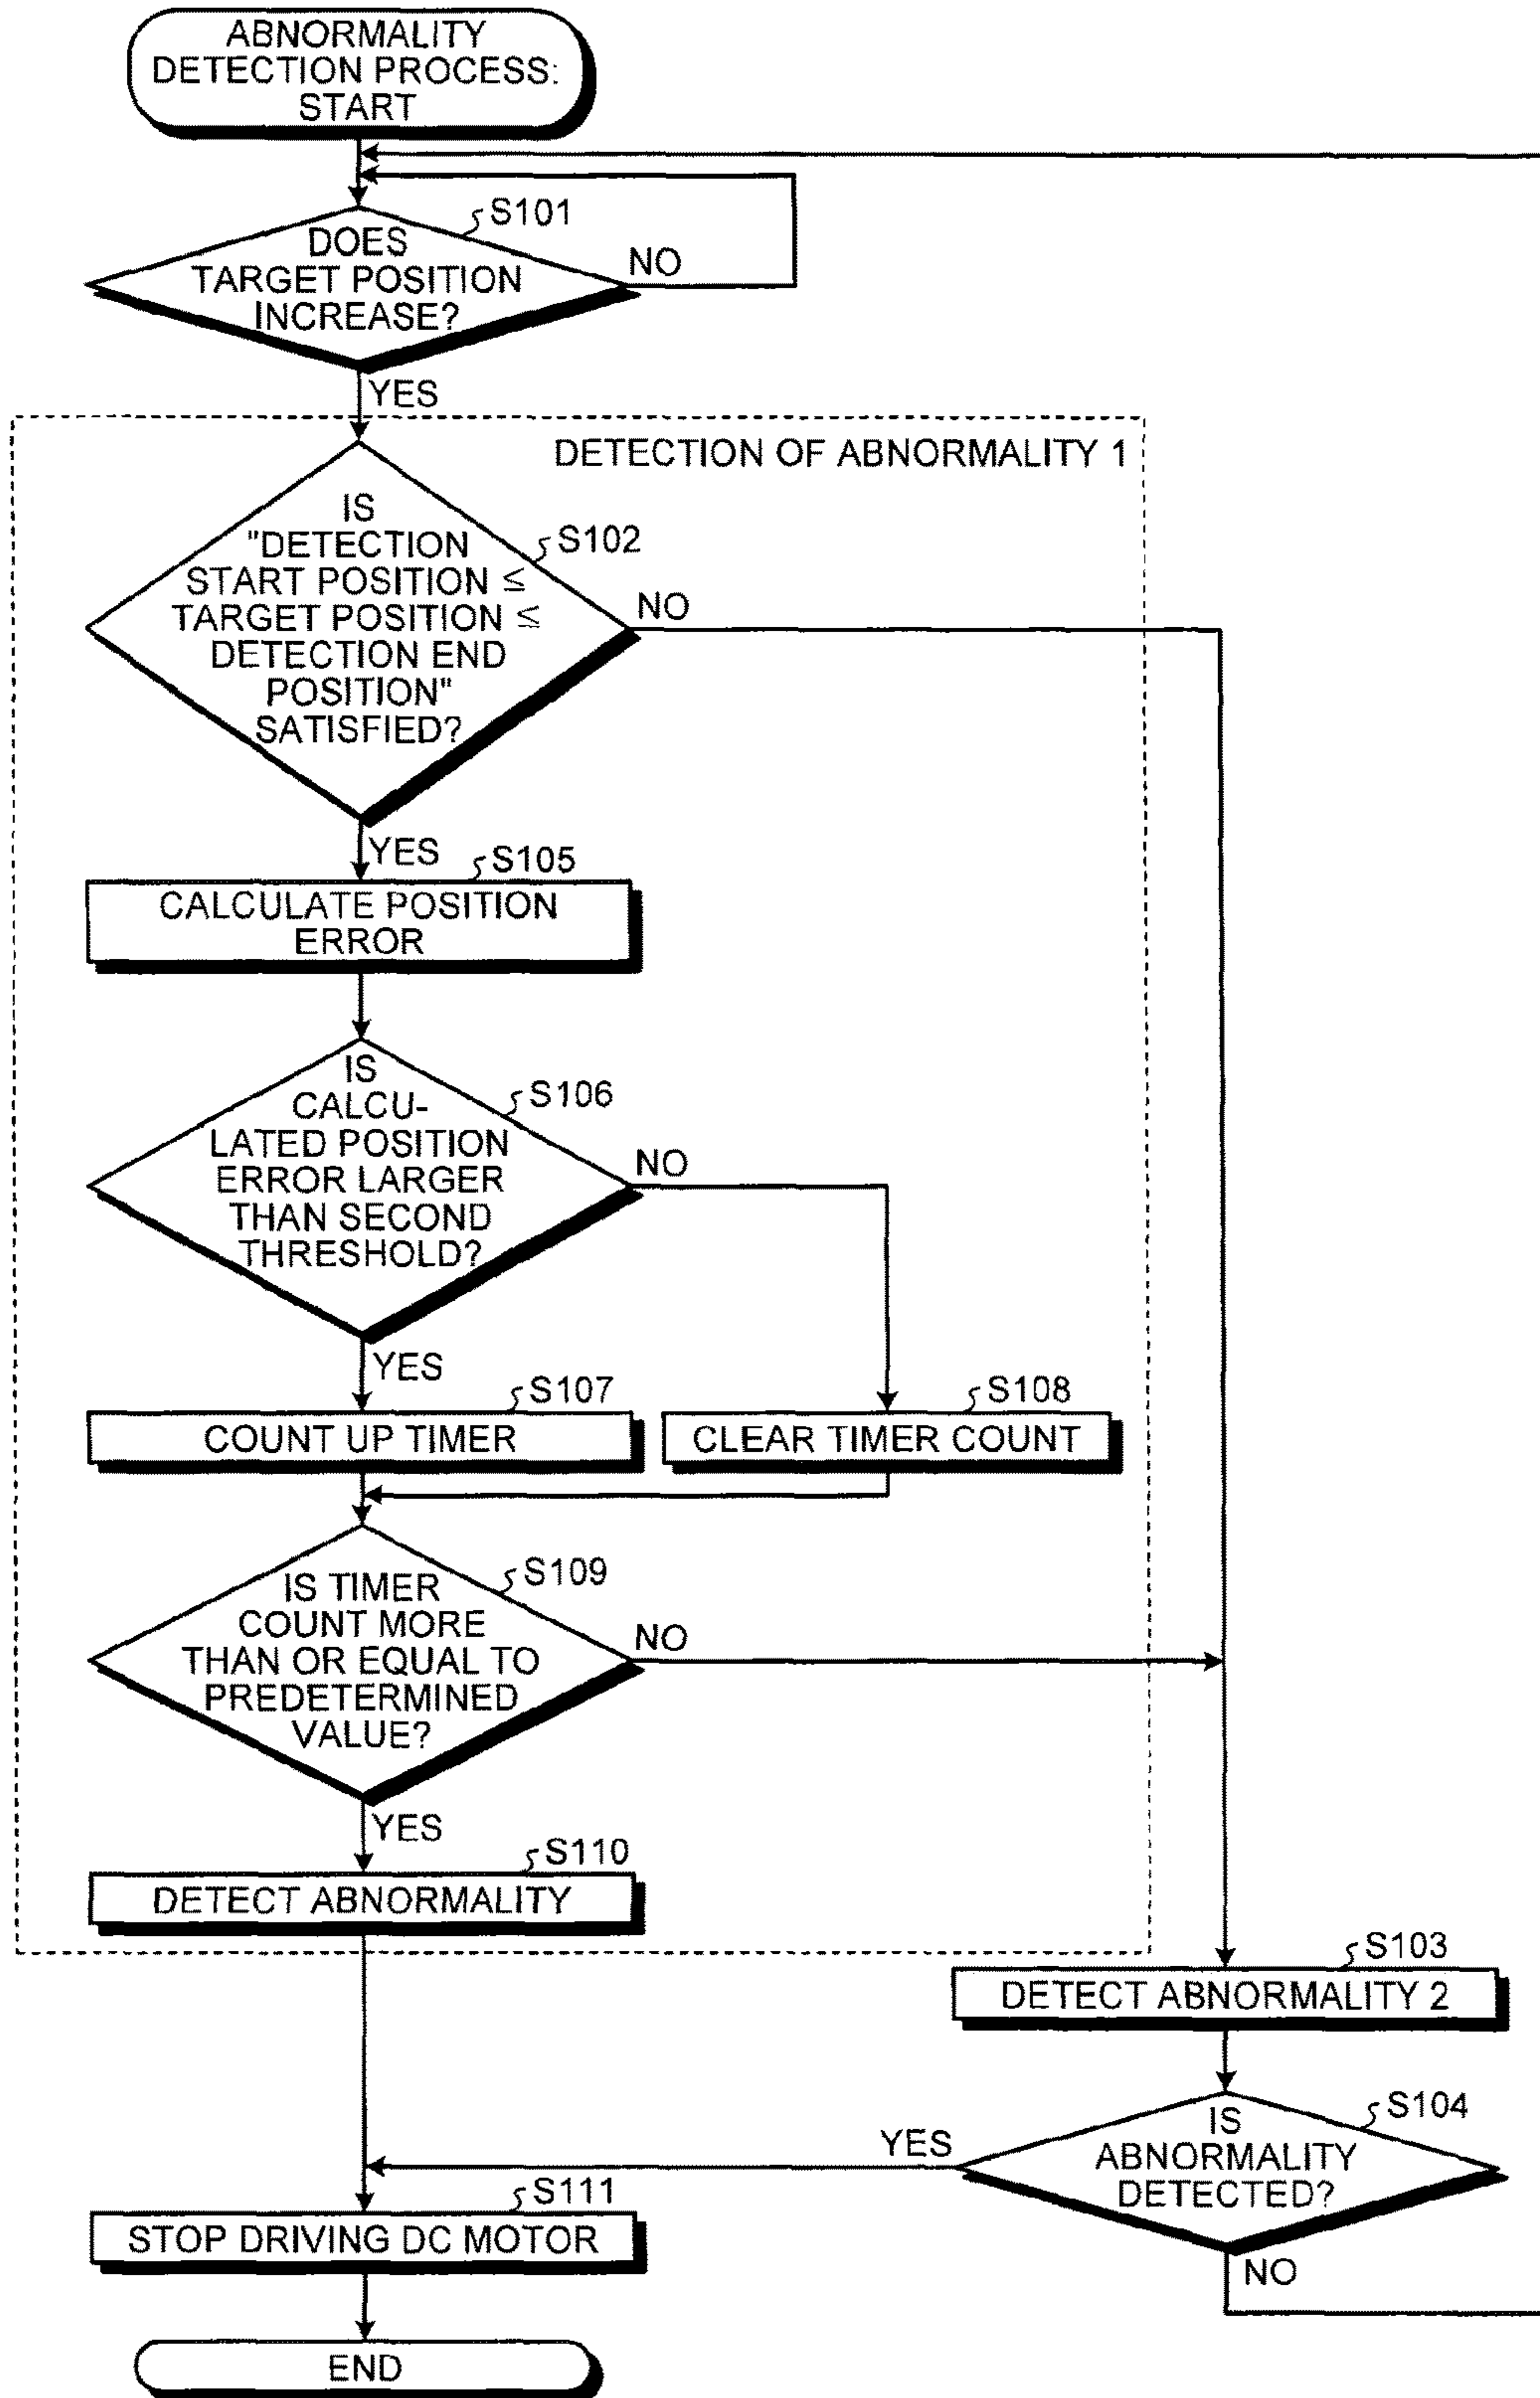 ABNORMALITY
DETECTION PROCESS:
START
S101
DOES
TARGET POSITION
INCREASE?
NO
YES
DETECTION OF ABNORMALITY 1
S102
IS
"DETECTION
START POSITION ≤
TARGET POSITION ≤
DETECTION END
POSITION"
SATISFIED?
NO
YES
S105
CALCULATE POSITION
ERROR
S106
IS
CALCU-
LATED POSITION
ERROR LARGER
THAN SECOND
THRESHOLD?
NO
YES
S107
COUNT UP TIMER
S108
CLEAR TIMER COUNT
S109
IS TIMER
COUNT MORE
THAN OR EQUAL TO
PREDETERMINED
VALUE?
NO
YES
S110
DETECT ABNORMALITY
S103
DETECT ABNORMALITY 2
S104
IS
ABNORMALITY
DETECTED?
YES
NO
S111
STOP DRIVING DC MOTOR
END